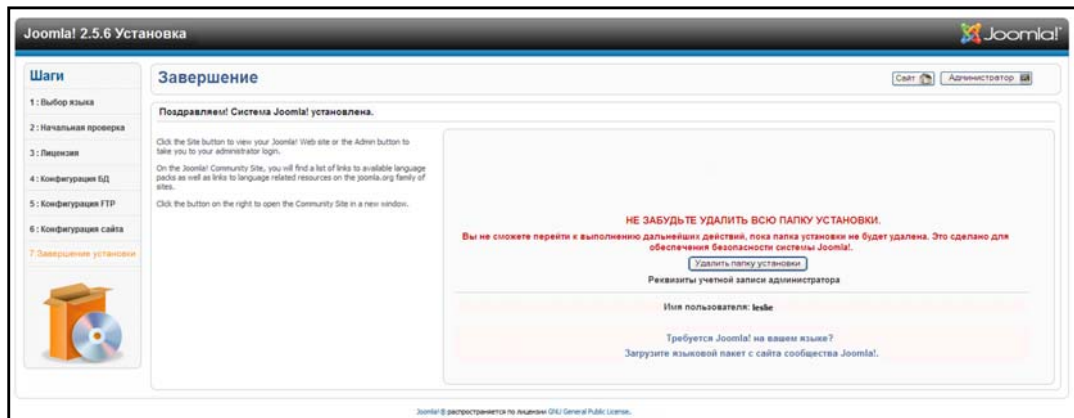 Joomla! 2.5.6 Установка
Joomla!
Шаги
1 : Выбор языка
2 : Начальная проверка
3 : Лицензия
4 : Конфигурация БД
5 : Конфигурация FTP
6 : Конфигурация сайта
7 Завершение установки
Завершение
Сайт
Администратор
Поздравляем! Система Joomla! установлена.
Click the Site button to view your Joomla! Web site or the Admin button to
take you to your administrator login.
On the Joomla! Community Site, you will find a list of links to available language
packs as well as links to language related resources on the joomla.org family of
sites.
Click the button on the right to open the Community Site in a new window.
НЕ ЗАБУДЬТЕ УДАЛИТЬ ВСЮ ПАПКУ УСТАНОВКИ.
Вы не сможете перейти к выполнению дальнейших действий, пока папка установки не будет удалена. Это сделано для
обеспечения безопасности системы Joomla!.
Удалить папку установки
Реквизиты учетной записи администратора
Имя пользователя: leslie
Требуется Joomla! на вашем языке?
Загрузите языковой пакет с сайта сообщества Joomla!.
Joomla! ® распространяется по лицензии GNU General Public License.